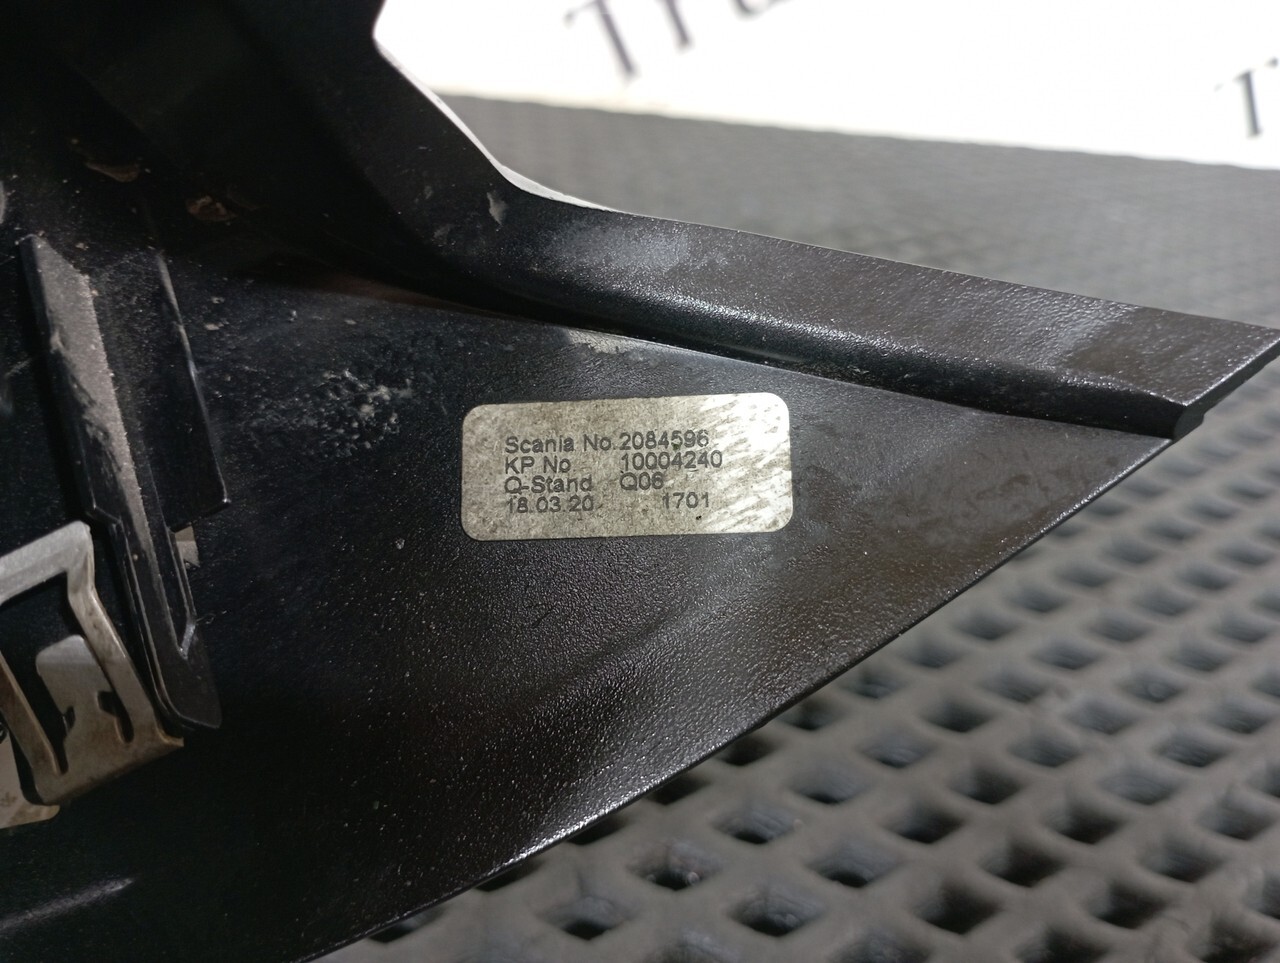 Scania No.2084596
KP No 10004240
Q-Stand Q06
18.03.20 1701